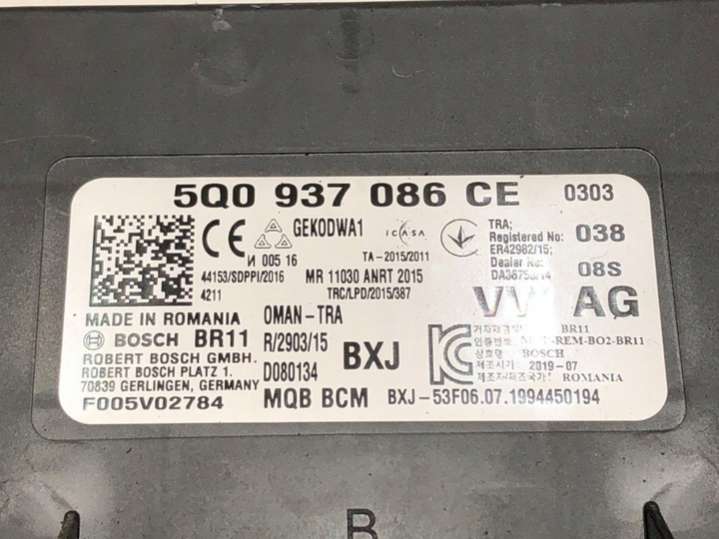 5Q0 937 086 CE 0303
CE GEKODWA1 ICASA TRA;
Registered No: 038
ER42982/15;
Dealer No:
И 005 16 TA-2015/2011
44153/SDPPI/2016 MR 11030 ANRT 2015 08S
4211 TRC/LPD/2015/387 AG
MADE IN ROMANIA OMAN-TRA
BOSCH BR11 R/2903/15 BXJ
BR11
ROBERT BOSCH GMBH.
ROBERT BOSCH PLATZ 1. D080134
BOSCH
2019-07
ROMANIA
70839 GERLINGEN, GERMANY
F005V02784 MQB BCM BXJ-53F06.07.1994450194
B